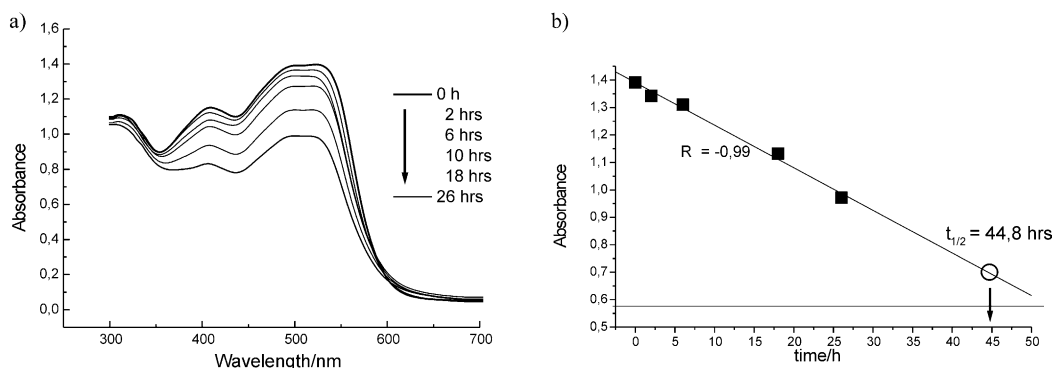 a)
Absorbance
1,6
1,4
1,2
1,0
0,8
0,6
0,4
0,2
0,0
300
400
500
600
700
Wavelength/nm
0 h
2 hrs
6 hrs
10 hrs
18 hrs
26 hrs
b)
Absorbance
1,4
1,3
1,2
1,1
1,0
0,9
0,8
0,7
0,6
0,5
R = -0,99
t1/2 = 44,8 hrs
0
5
10
15
20
25
30
35
40
45
50
time/h